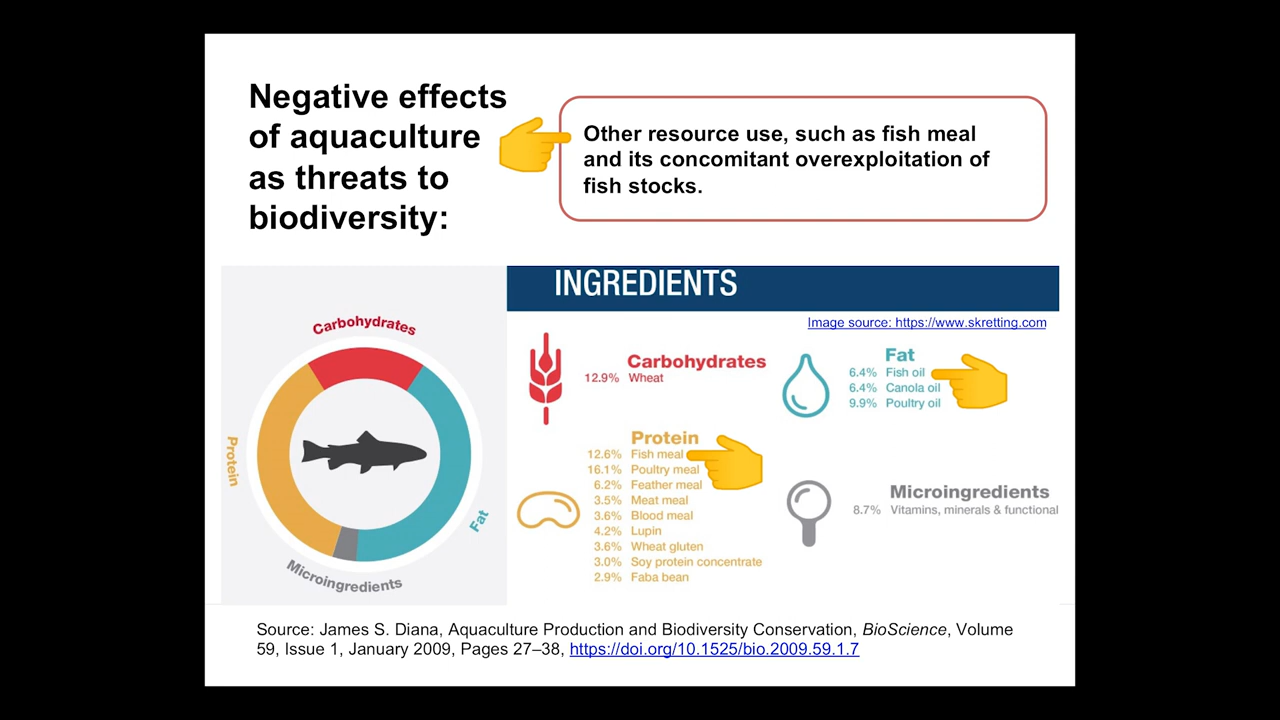 Negative effects
of aquaculture
as threats to
biodiversity:
Other resource use, such as fish meal
and its concomitant overexploitation of
fish stocks.
INGREDIENTS
Image source: https://www.skretting.com
Carbohydrates
Protein
Fat
Microingredients
Carbohydrates
12.9% Wheat
Protein
12.6% Fish meal
16.1% Poultry meal
6.2% Feather meal
3.5% Meat meal
3.6% Blood meal
4.2% Lupin
3.6% Wheat gluten
3.0% Soy protein concentrate
2.9% Faba bean
Fat
6.4% Fish oil
6.4% Canola oil
9.9% Poultry oil
Microingredients
8.7% Vitamins, minerals & functional
Source: James S. Diana, Aquaculture Production and Biodiversity Conservation, BioScience, Volume
59, Issue 1, January 2009, Pages 27–38, https://doi.org/10.1525/bio.2009.59.1.7